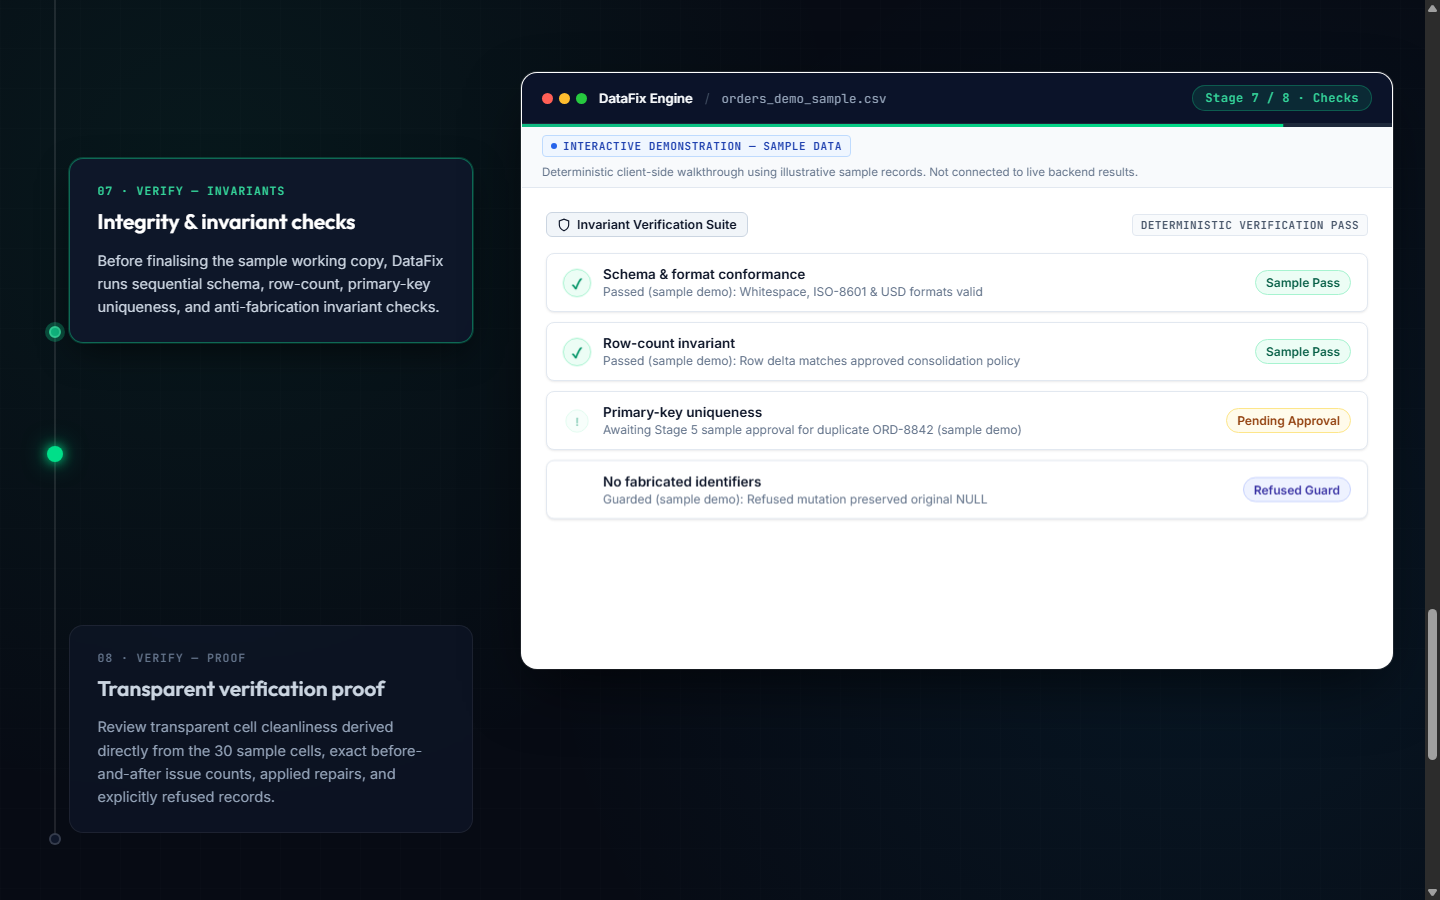 07 · VERIFY — INVARIANTS
Integrity & invariant checks
Before finalising the sample working copy, DataFix
runs sequential schema, row-count, primary-key
uniqueness, and anti-fabrication invariant checks.
08 · VERIFY — PROOF
Transparent verification proof
Review transparent cell cleanliness derived
directly from the 30 sample cells, exact before-
and-after issue counts, applied repairs, and
explicitly refused records.
DataFix Engine / orders_demo_sample.csv
Stage 7 / 8 · Checks
INTERACTIVE DEMONSTRATION — SAMPLE DATA
Deterministic client-side walkthrough using illustrative sample records. Not connected to live backend results.
Invariant Verification Suite
DETERMINISTIC VERIFICATION PASS
Schema & format conformance
Passed (sample demo): Whitespace, ISO-8601 & USD formats valid
Sample Pass
Row-count invariant
Passed (sample demo): Row delta matches approved consolidation policy
Sample Pass
!
Primary-key uniqueness
Awaiting Stage 5 sample approval for duplicate ORD-8842 (sample demo)
Pending Approval
No fabricated identifiers
Guarded (sample demo): Refused mutation preserved original NULL
Refused Guard